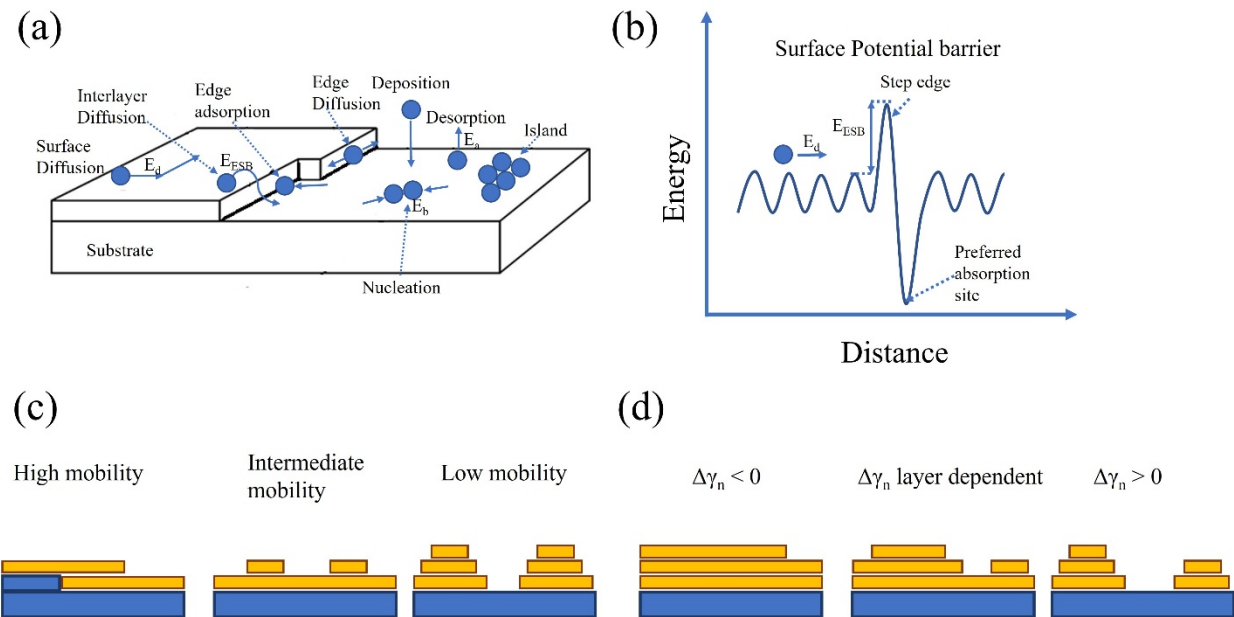 (a)
Deposition
Edge
Diffusion
Edge
adsorption
Interlayer
Diffusion
Desorption
Island
Surface
Diffusion
E_d
E_ESB
E_a
E_b
Substrate
Nucleation
(b)
Surface Potential barrier
Step edge
E_ESB
E_d
Energy
Preferred
absorption
site
Distance
(c)
High mobility
Intermediate
mobility
Low mobility
(d)
Δγ_n < 0
Δγ_n layer dependent
Δγ_n > 0